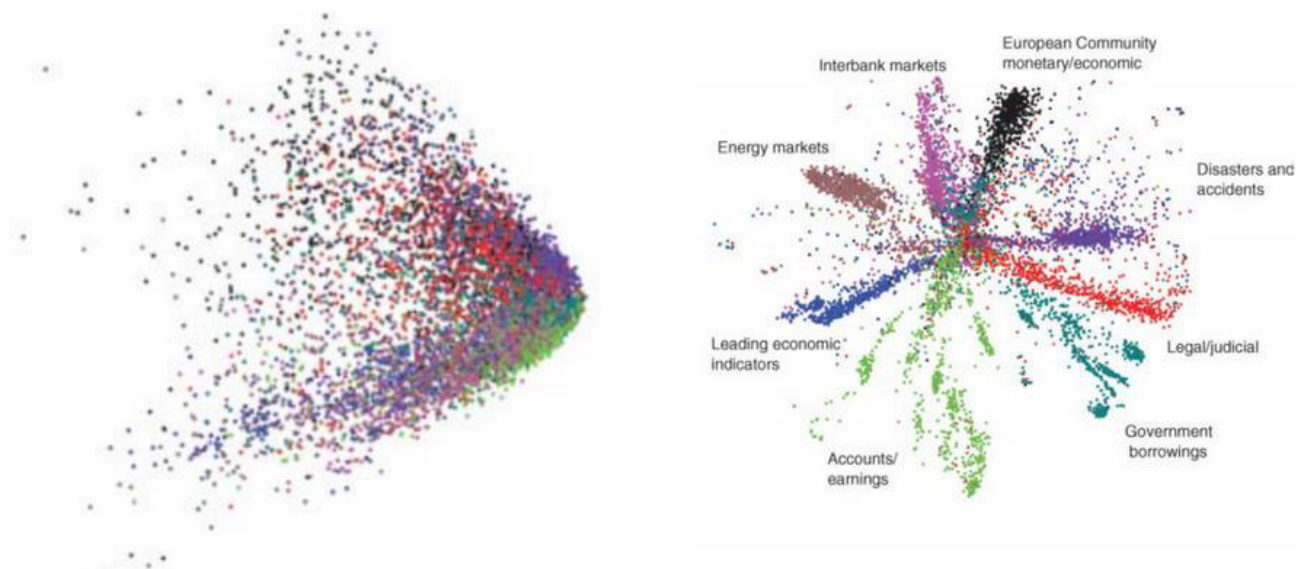 European Community
monetary/economic
Interbank markets
Energy markets
Disasters and
accidents
Leading economic
indicators
Legal/judicial
Government
borrowings
Accounts/
earnings